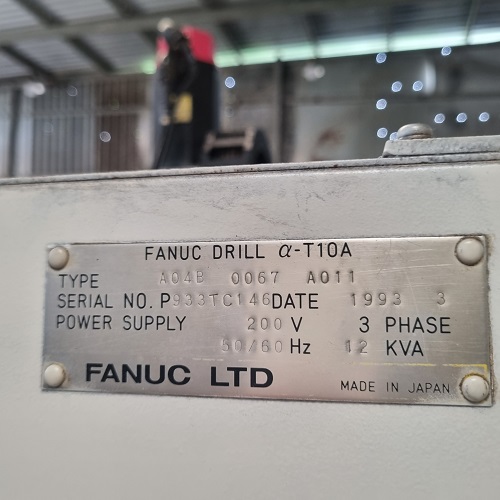 FANUC DRILL α-T10A
TYPE A04B 0067 A011
SERIAL NO. P933TC146 DATE 1993 3
POWER SUPPLY 200 V 3 PHASE
50/60 Hz 12 KVA
FANUC LTD MADE IN JAPAN